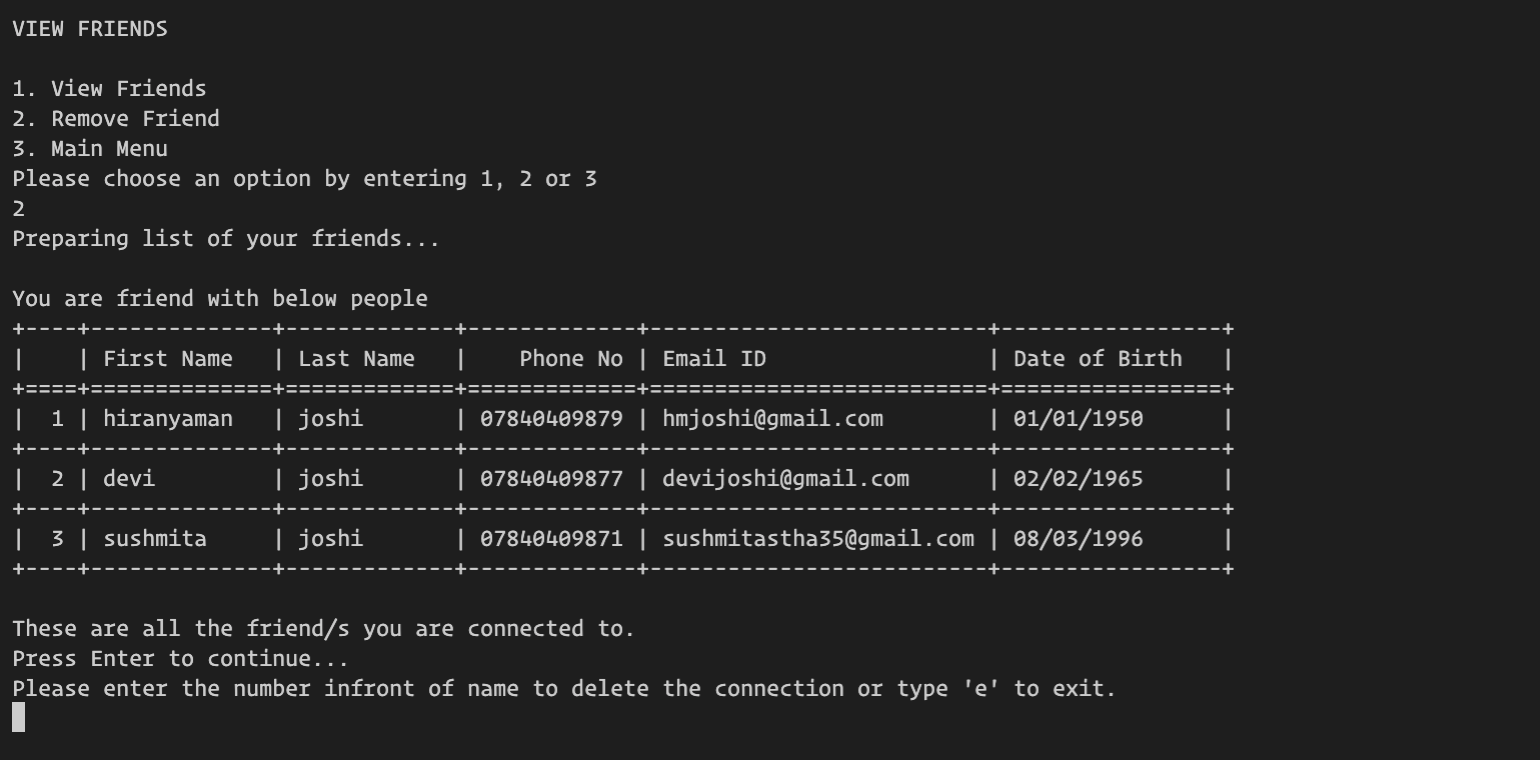 VIEW FRIENDS
1. View Friends
2. Remove Friend
3. Main Menu
Please choose an option by entering 1, 2 or 3
2
Preparing list of your friends...
You are friend with below people
+----+--------------+-------------+-------------+--------------------------+-----------------+
|    | First Name   | Last Name   |    Phone No | Email ID                 | Date of Birth   |
+====+==============+=============+=============+==========================+=================+
|  1 | hiranyaman   | joshi       | 07840409879 | hmjoshi@gmail.com        | 01/01/1950      |
+----+--------------+-------------+-------------+--------------------------+-----------------+
|  2 | devi         | joshi       | 07840409877 | devijoshi@gmail.com      | 02/02/1965      |
+----+--------------+-------------+-------------+--------------------------+-----------------+
|  3 | sushmita     | joshi       | 07840409871 | sushmitastha35@gmail.com | 08/03/1996      |
+----+--------------+-------------+-------------+--------------------------+-----------------+
These are all the friend/s you are connected to.
Press Enter to continue...
Please enter the number infront of name to delete the connection or type 'e' to exit.